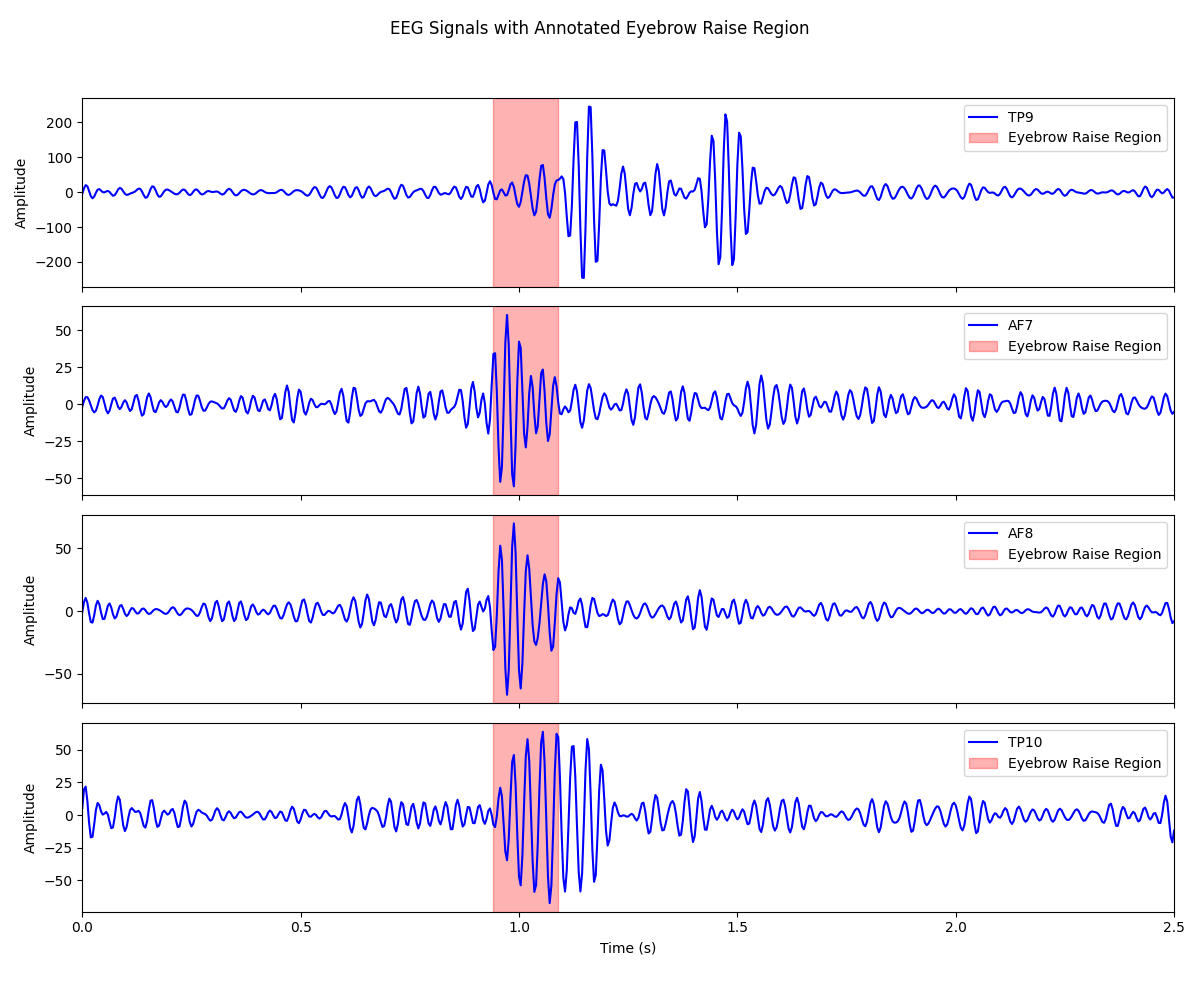 EEG Signals with Annotated Eyebrow Raise Region
TP9
Eyebrow Raise Region
Amplitude
200
100
0
−100
−200
AF7
Eyebrow Raise Region
Amplitude
50
25
0
−25
−50
AF8
Eyebrow Raise Region
Amplitude
50
0
−50
TP10
Eyebrow Raise Region
Amplitude
50
25
0
−25
−50
0.0 0.5 1.0 1.5 2.0 2.5
Time (s)